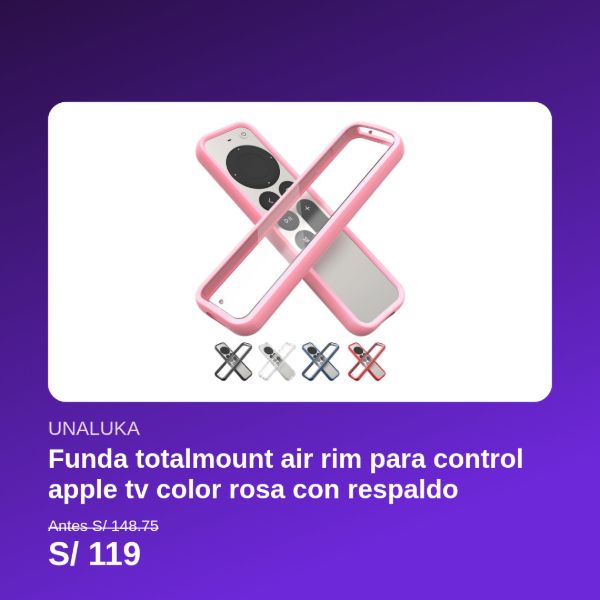 UNALUKA
Funda totalmount air rim para control
apple tv color rosa con respaldo
Antes S/ 148.75
S/ 119